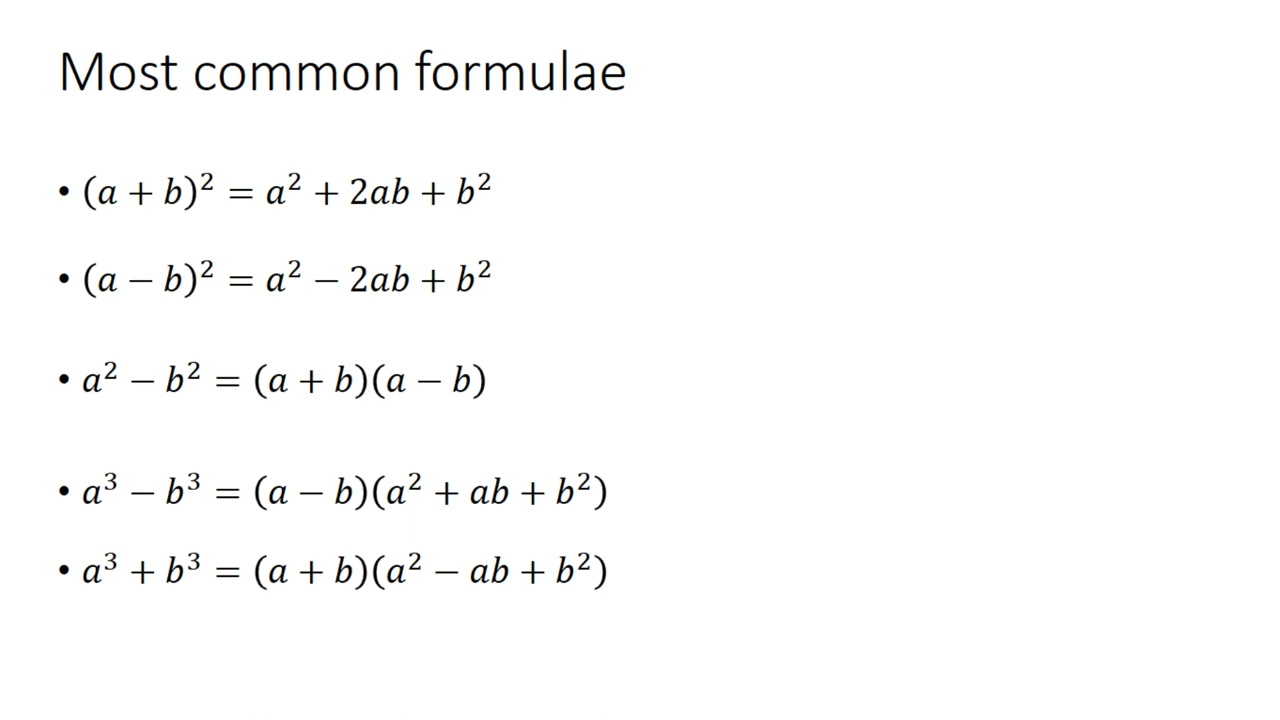 Most common formulae
• (a + b)² = a² + 2ab + b²
• (a − b)² = a² − 2ab + b²
• a² − b² = (a + b)(a − b)
• a³ − b³ = (a − b)(a² + ab + b²)
• a³ + b³ = (a + b)(a² − ab + b²)